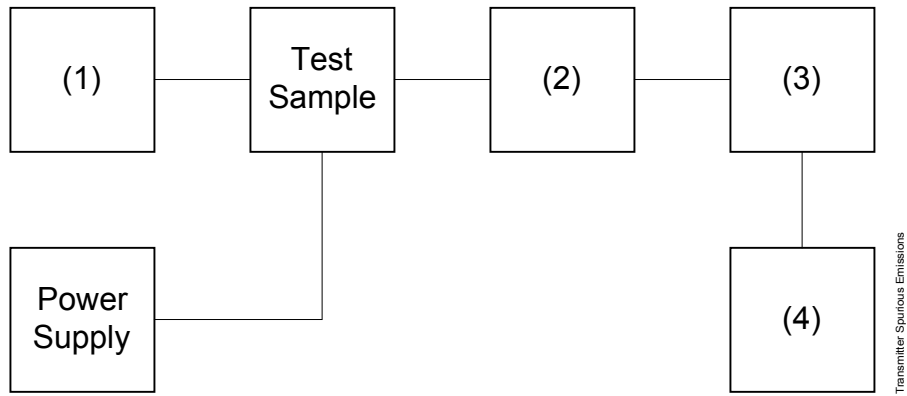 (1)
Test
Sample
(2)
(3)
Power
Supply
(4)
Transmitter Spurious Emissions